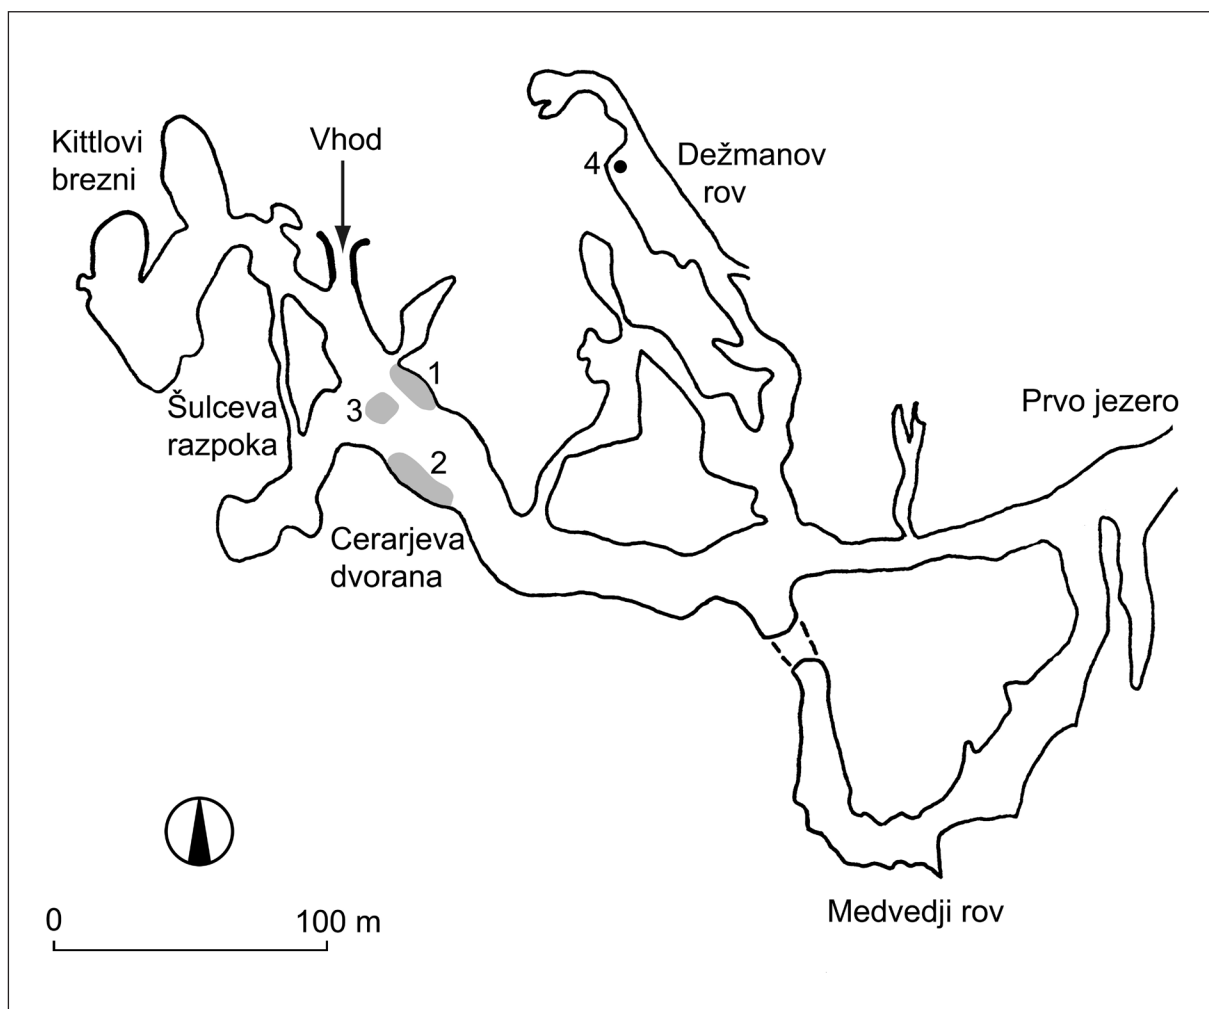 Kittlovi
brezni
Vhod
Dežmanov
rov
4
1
3
2
Šulceva
razpoka
Cerarjeva
dvorana
Prvo jezero
Medvedji rov
0
100 m